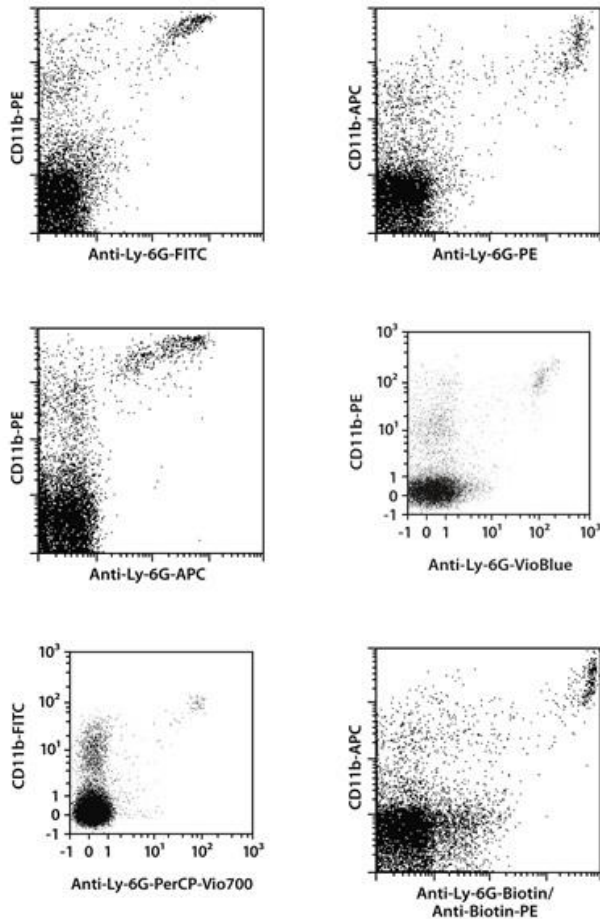 CD11b-PE
Anti-Ly-6G-FITC
CD11b-APC
Anti-Ly-6G-PE
CD11b-PE
Anti-Ly-6G-APC
CD11b-PE
10³
10²
10¹
1
0
-1
-1 0 1 10¹ 10² 10³
Anti-Ly-6G-VioBlue
CD11b-FITC
10³
10²
10¹
1
0
-1
-1 0 1 10¹ 10² 10³
Anti-Ly-6G-PerCP-Vio700
CD11b-APC
Anti-Ly-6G-Biotin/
Anti-Biotin-PE